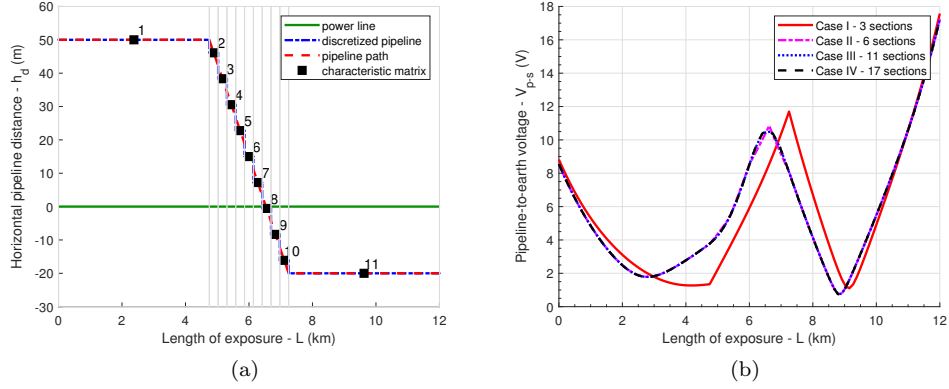 60
50
40
30
20
10
0
-10
-20
-30
0 2 4 6 8 10 12
Horizontal pipeline distance - h_d (m)
Length of exposure - L (km)
power line
discretized pipeline
pipeline path
characteristic matrix
1
2
3
4
5
6
7
8
9
10
11
(a)
18
16
14
12
10
8
6
4
2
0
0 2 4 6 8 10 12
Pipeline-to-earth voltage - V_p-s (V)
Length of exposure - L (km)
Case I - 3 sections
Case II - 6 sections
Case III - 11 sections
Case IV - 17 sections
(b)